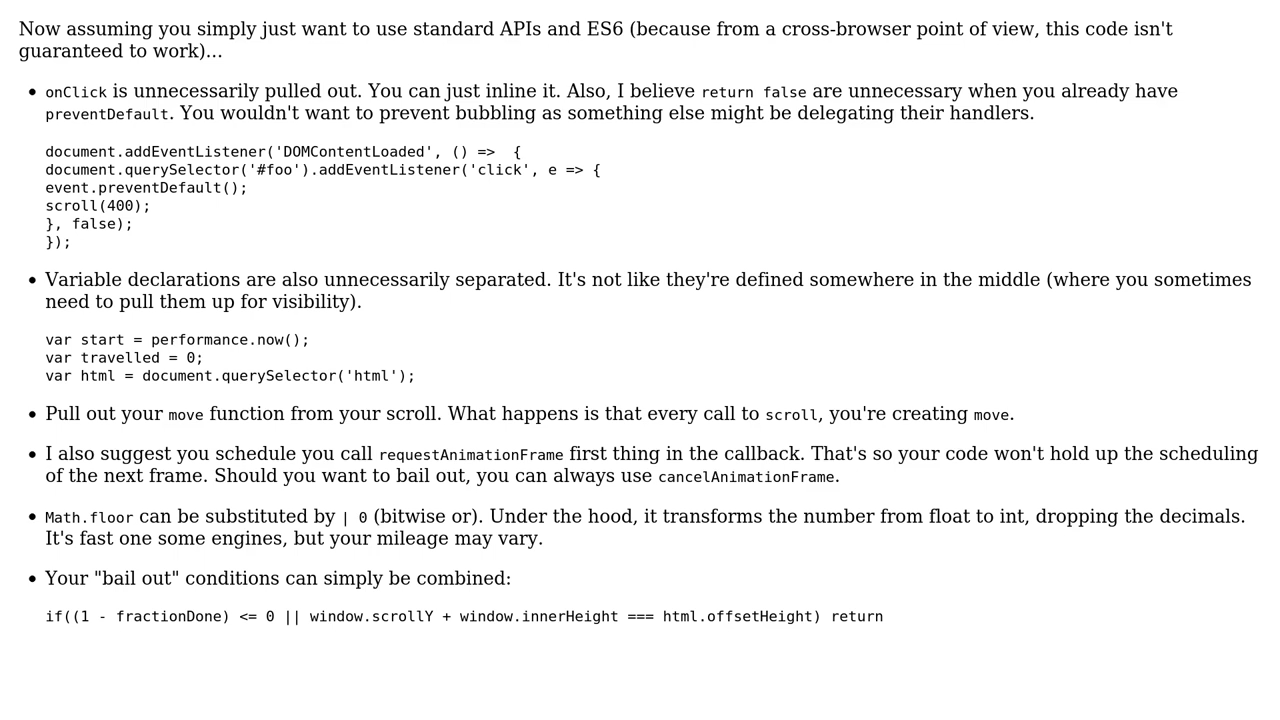 Now assuming you simply just want to use standard APIs and ES6 (because from a cross-browser point of view, this code isn't
guaranteed to work)...
• onClick is unnecessarily pulled out. You can just inline it. Also, I believe return false are unnecessary when you already have
preventDefault. You wouldn't want to prevent bubbling as something else might be delegating their handlers.
document.addEventListener('DOMContentLoaded', () =>  {
document.querySelector('#foo').addEventListener('click', e => {
event.preventDefault();
scroll(400);
}, false);
});
• Variable declarations are also unnecessarily separated. It's not like they're defined somewhere in the middle (where you sometimes
need to pull them up for visibility).
var start = performance.now();
var travelled = 0;
var html = document.querySelector('html');
• Pull out your move function from your scroll. What happens is that every call to scroll, you're creating move.
• I also suggest you schedule you call requestAnimationFrame first thing in the callback. That's so your code won't hold up the scheduling
of the next frame. Should you want to bail out, you can always use cancelAnimationFrame.
• Math.floor can be substituted by | 0 (bitwise or). Under the hood, it transforms the number from float to int, dropping the decimals.
It's fast one some engines, but your mileage may vary.
• Your "bail out" conditions can simply be combined:
if((1 - fractionDone) <= 0 || window.scrollY + window.innerHeight === html.offsetHeight) return